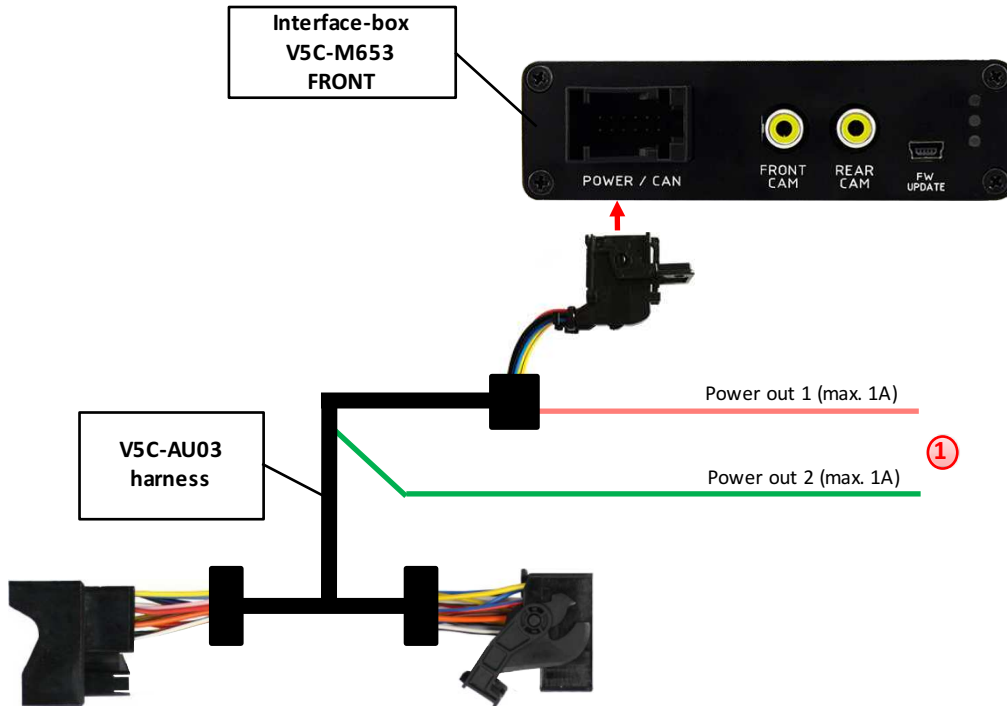 Interface-box
V5C-M653
FRONT
POWER / CAN
FRONT
CAM
REAR
CAM
FW
UPDATE
Power out 1 (max. 1A)
1
V5C-AU03
harness
Power out 2 (max. 1A)